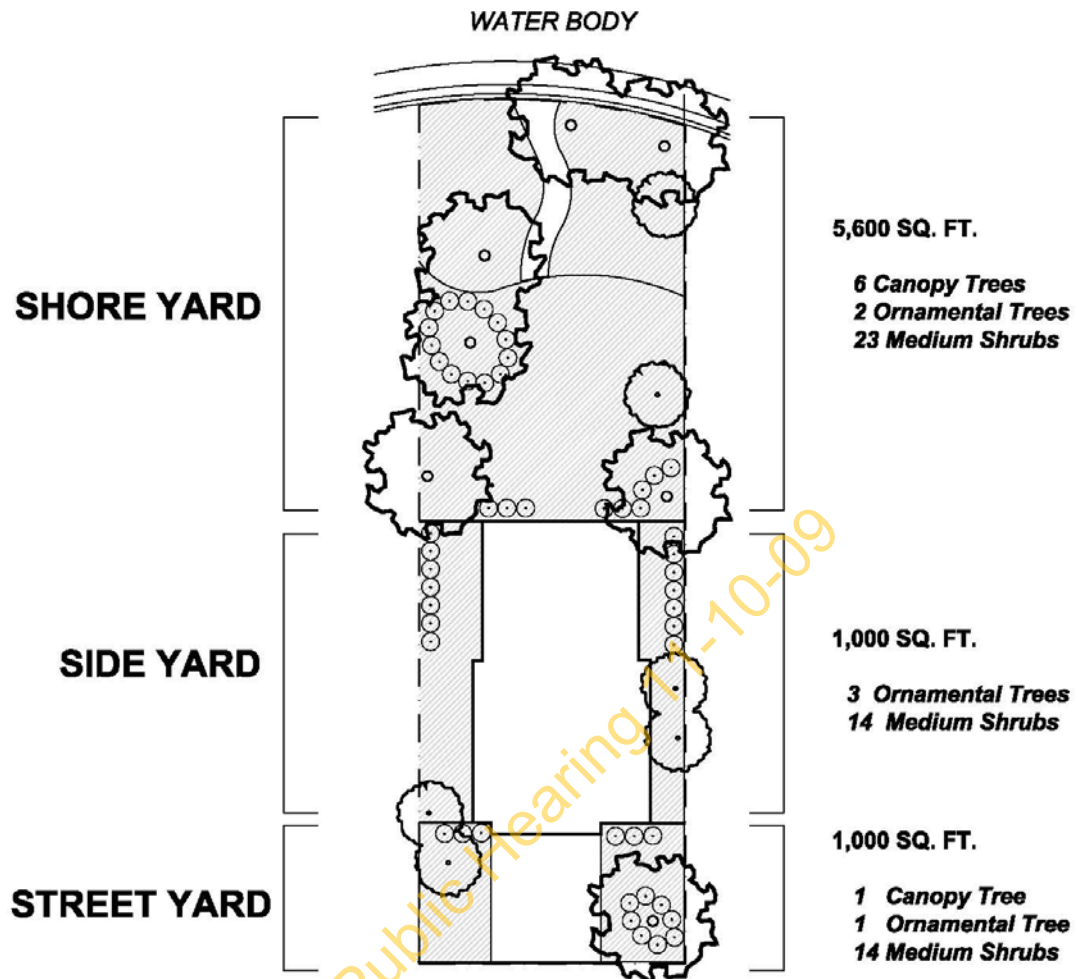 WATER BODY
SHORE YARD
5,600 SQ. FT.
6 Canopy Trees
2 Ornamental Trees
23 Medium Shrubs
SIDE YARD
1,000 SQ. FT.
3 Ornamental Trees
14 Medium Shrubs
STREET YARD
1,000 SQ. FT.
1 Canopy Tree
1 Ornamental Tree
14 Medium Shrubs
Public Hearing 11-10-09